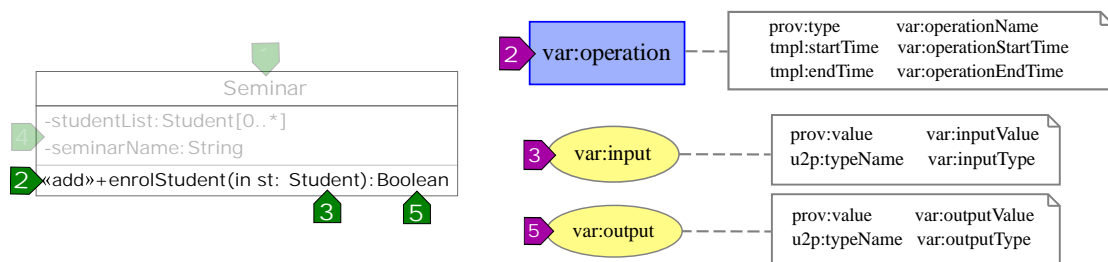 1
Seminar
4
-studentList:Student[0..*]
-seminarName:String
2
«add»+enrolStudent(in st: Student):Boolean
3
5
2
var:operation
prov:type var:operationName
tmpl:startTime var:operationStartTime
tmpl:endTime var:operationEndTime
3
var:input
prov:value var:inputValue
u2p:typeName var:inputType
5
var:output
prov:value var:outputValue
u2p:typeName var:outputType